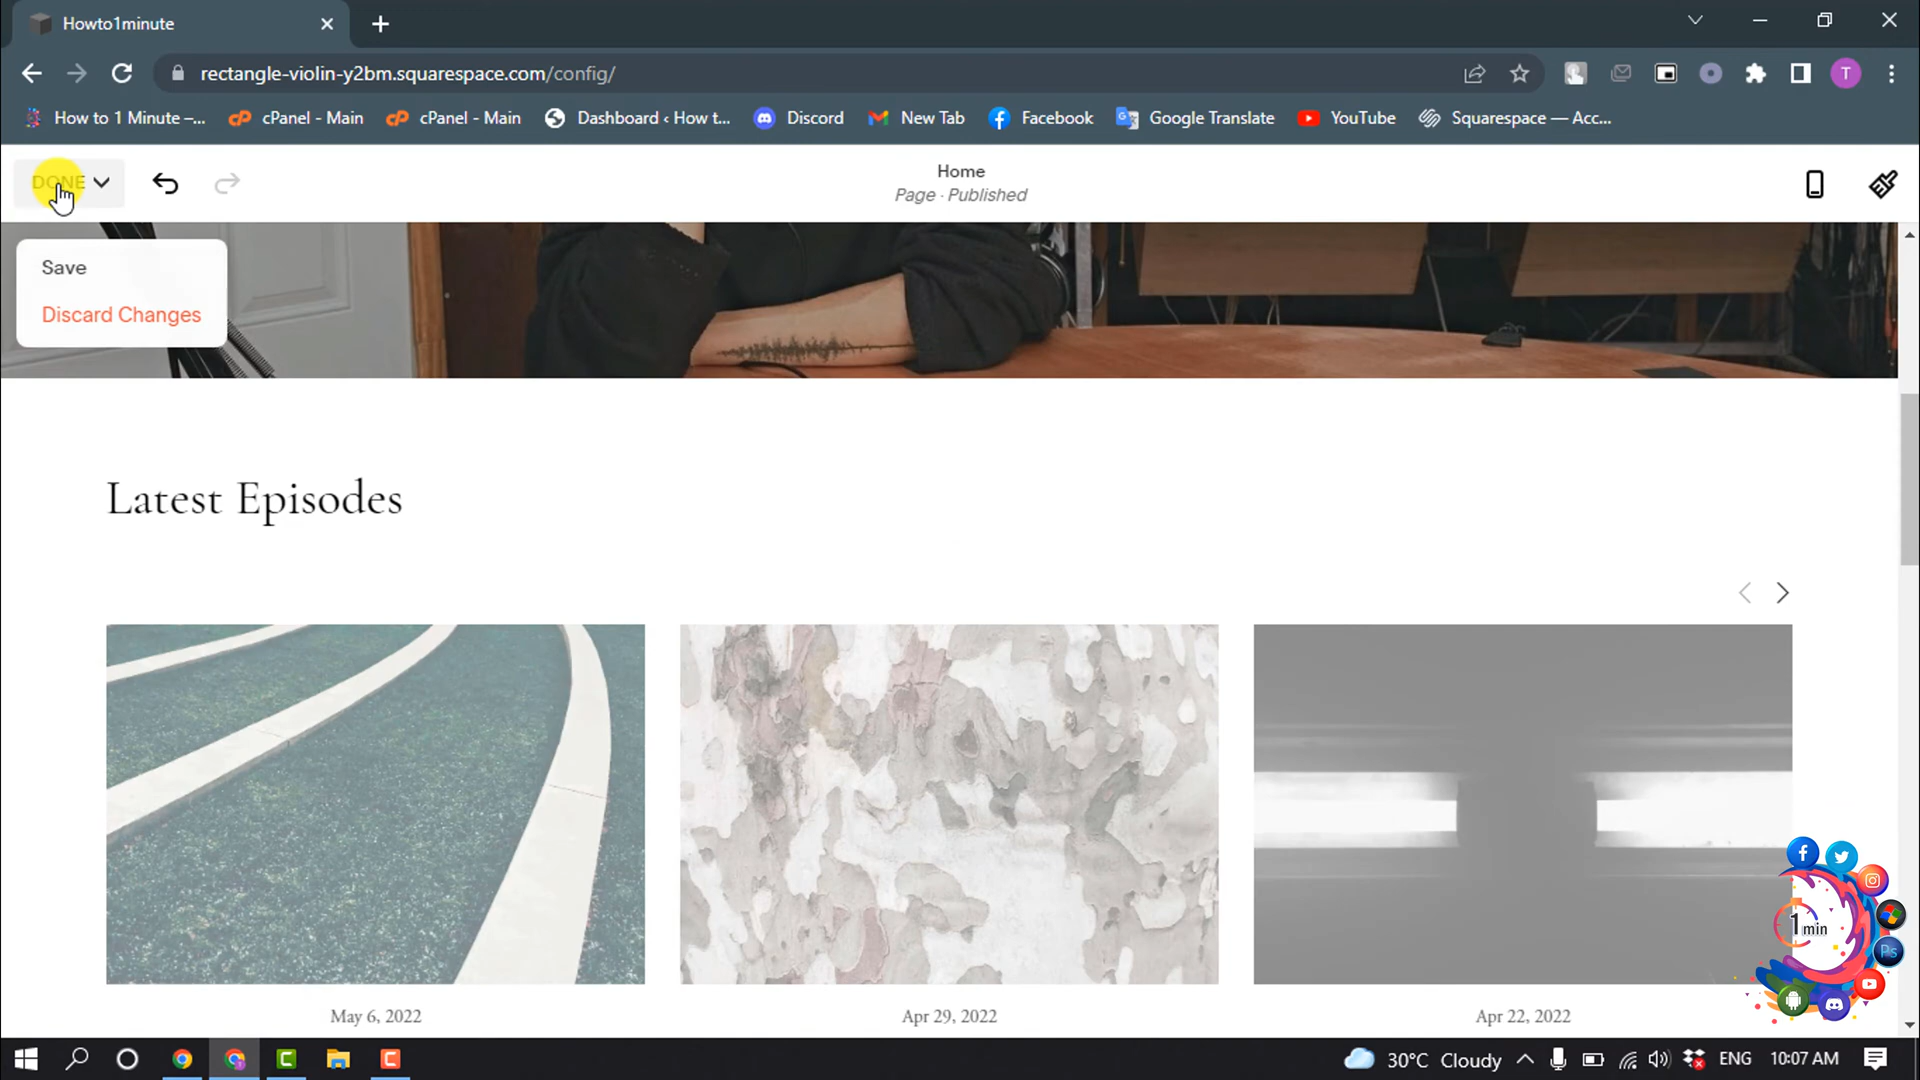 Howto1minute
rectangle-violin-y2bm.squarespace.com/config/
T
How to 1 Minute –...
cPanel - Main
cPanel - Main
Dashboard ‹ How t...
Discord
New Tab
Facebook
Google Translate
YouTube
Squarespace — Acc...
DONE
Home
Page · Published
Save
Discard Changes
Latest Episodes
May 6, 2022
Apr 29, 2022
Apr 22, 2022
1 min
Ps
30°C Cloudy
ENG
10:07 AM